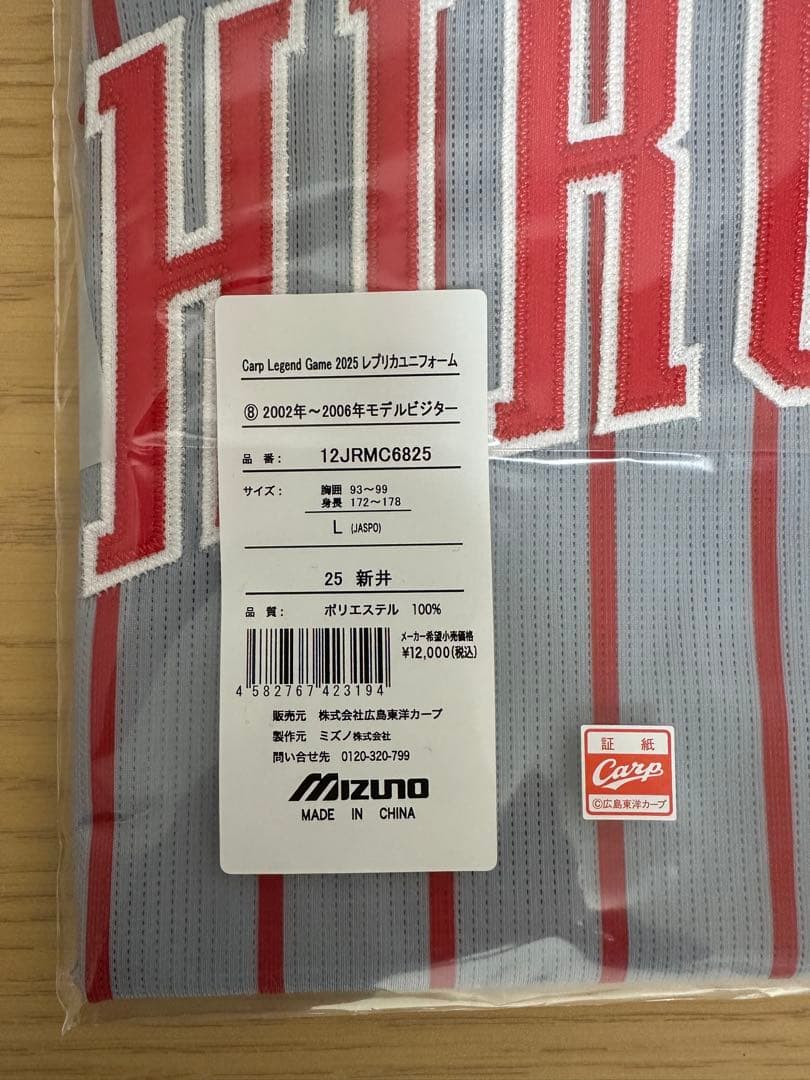 HIRO
Carp Legend Game 2025 レプリカユニフォーム
⑧ 2002年～2006年モデルビジター
品 番： 12JRMC6825
サイズ： 胸囲 93～99
身長 172～178
L (JASPO)
25 新井
品 質： ポリエステル 100%
メーカー希望小売価格
¥12,000(税込)
4 582767 423194
販売元 株式会社広島東洋カープ
製作元 ミズノ株式会社
問い合せ先 0120-320-799
MIZUNO
MADE IN CHINA
証 紙
Carp
©広島東洋カープ